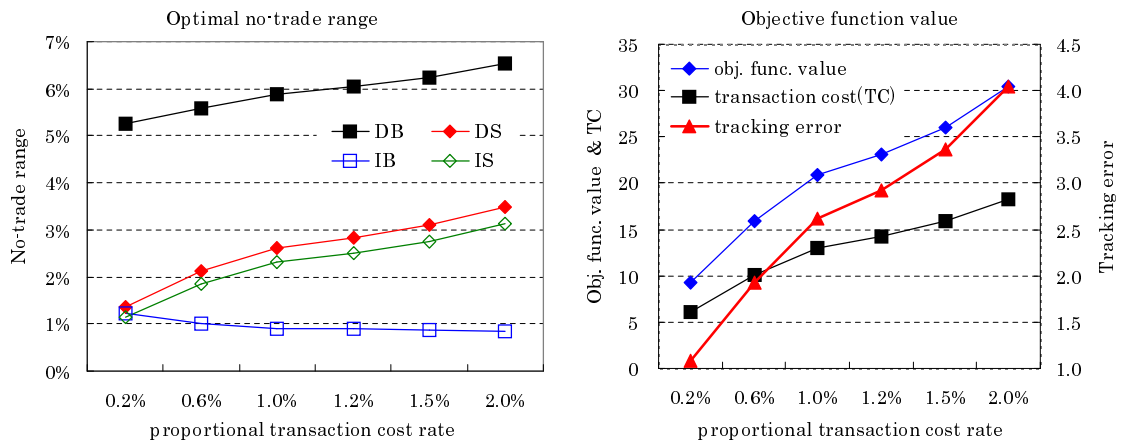 Optimal no-trade range
7%
6%
5%
4%
3%
2%
1%
0%
No-trade range
DB
DS
IB
IS
0.2%
0.6%
1.0%
1.2%
1.5%
2.0%
proportional transaction cost rate
Objective function value
35
30
25
20
15
10
5
0
Obj. func. value & TC
obj. func. value
transaction cost(TC)
tracking error
4.5
4.0
3.5
3.0
2.5
2.0
1.5
1.0
Tracking error
0.2%
0.6%
1.0%
1.2%
1.5%
2.0%
proportional transaction cost rate